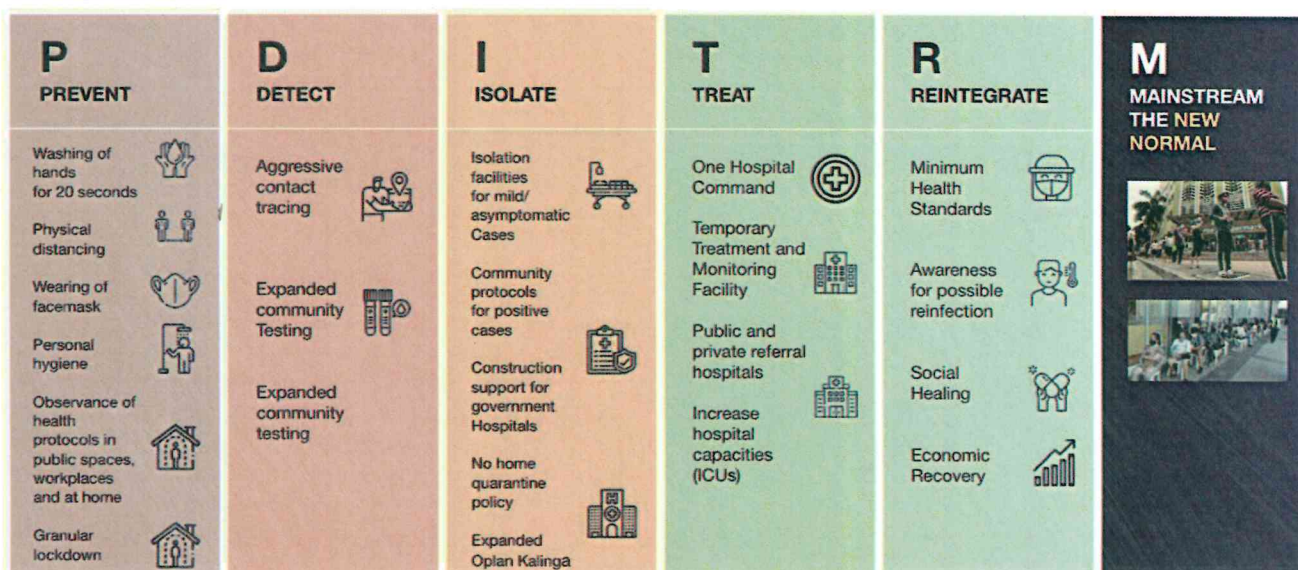 P
PREVENT
Washing of
hands
for 20 seconds
Physical
distancing
Wearing of
facemask
Personal
hygiene
Observance of
health
protocols in
public spaces,
workplaces
and at home
Granular
lockdown
D
DETECT
Aggressive
contact
tracing
Expanded
community
Testing
Expanded
community
testing
I
ISOLATE
Isolation
facilities
for mild/
asymptomatic
Cases
Community
protocols
for positive
cases
Construction
support for
government
Hospitals
No home
quarantine
policy
Expanded
Oplan Kalinga
T
TREAT
One Hospital
Command
Temporary
Treatment and
Monitoring
Facility
Public and
private referral
hospitals
Increase
hospital
capacities
(ICUs)
R
REINTEGRATE
Minimum
Health
Standards
Awareness
for possible
reinfection
Social
Healing
Economic
Recovery
M
MAINSTREAM
THE NEW
NORMAL